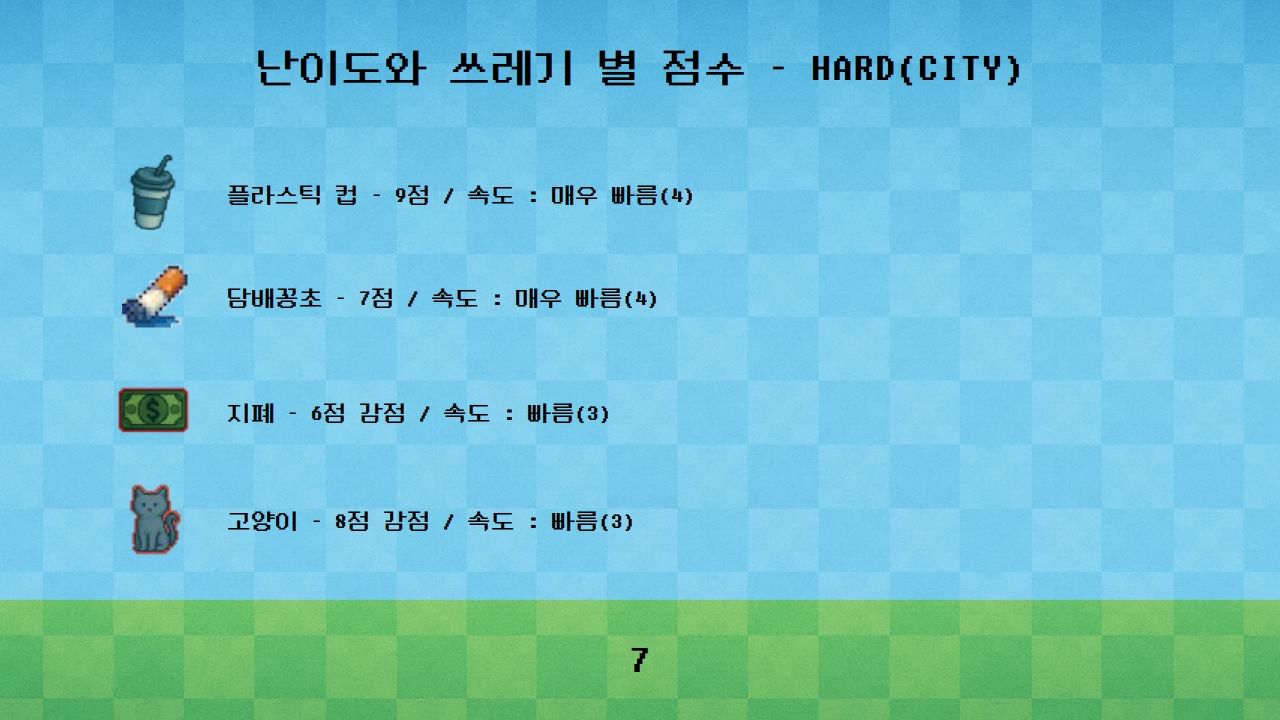 난이도와 쓰레기 별 점수 - HARD(CITY)
플라스틱 컵 - 9점 / 속도 : 매우 빠름(4)
담배꽁초 - 7점 / 속도 : 매우 빠름(4)
지폐 - 6점 감점 / 속도 : 빠름(3)
고양이 - 8점 감점 / 속도 : 빠름(3)
7